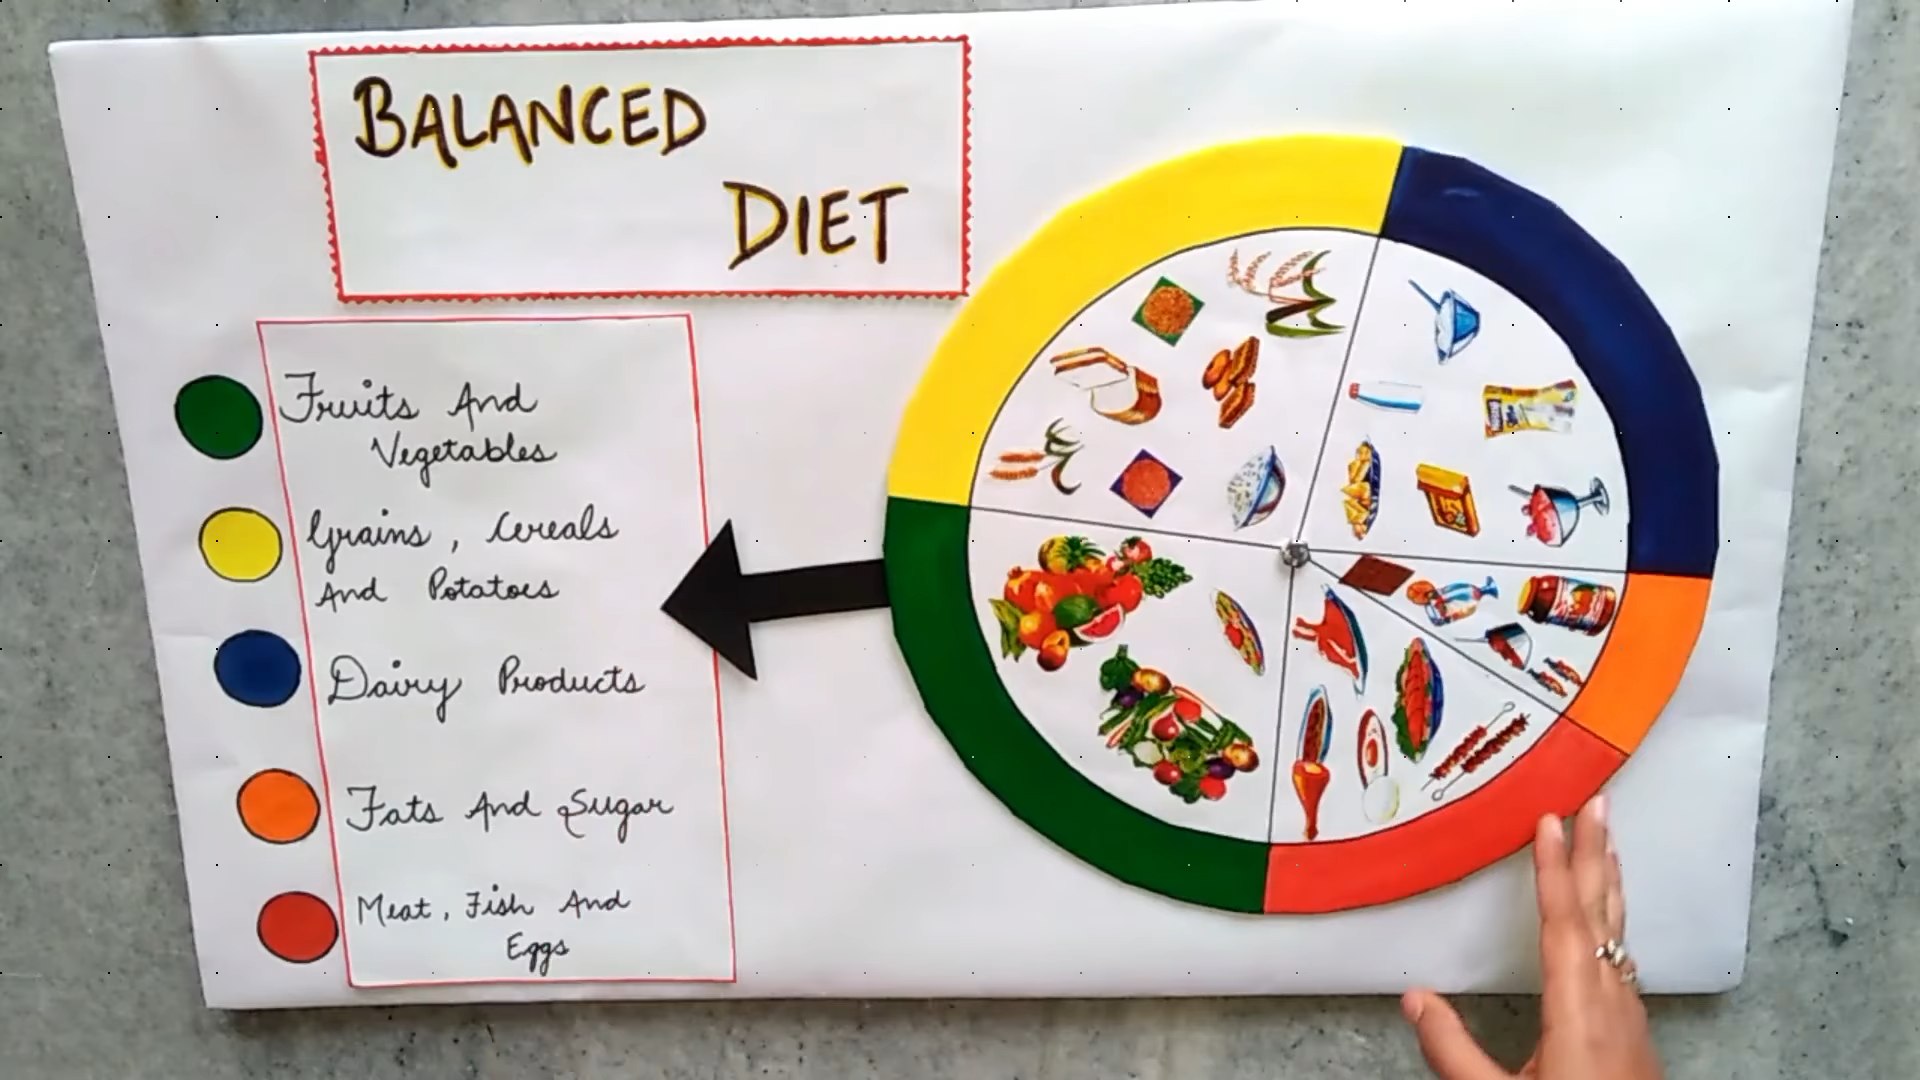 BALANCED
DIET
Fruits And
Vegetables
Grains, Cereals
And Potatoes
Dairy Products
Fats And Sugar
Meat, Fish And
Eggs